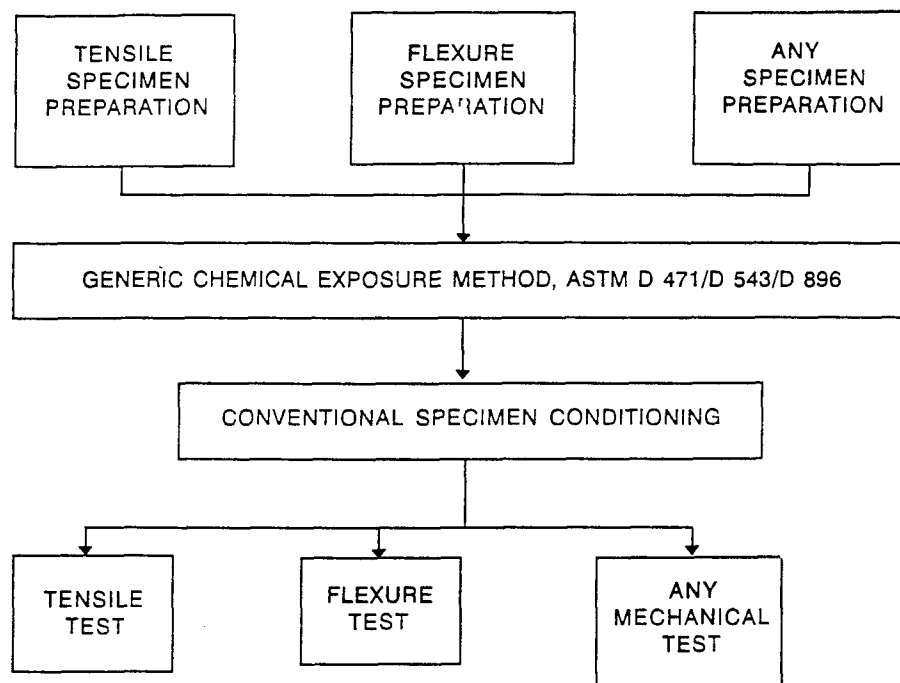 TENSILE
SPECIMEN
PREPARATION
FLEXURE
SPECIMEN
PREPARATION
ANY
SPECIMEN
PREPARATION
GENERIC CHEMICAL EXPOSURE METHOD, ASTM D 471/D 543/D 896
CONVENTIONAL SPECIMEN CONDITIONING
TENSILE
TEST
FLEXURE
TEST
ANY
MECHANICAL
TEST